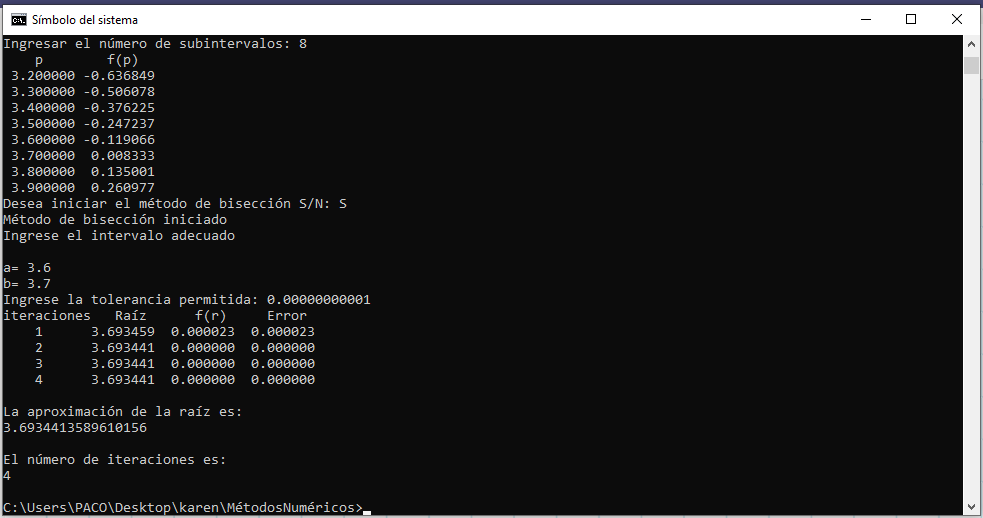 Símbolo del sistema
Ingresar el número de subintervalos: 8
p f(p)
3.200000 -0.636849
3.300000 -0.506078
3.400000 -0.376225
3.500000 -0.247237
3.600000 -0.119066
3.700000 0.008333
3.800000 0.135001
3.900000 0.260977
Desea iniciar el método de bisección S/N: S
Método de bisección iniciado
Ingrese el intervalo adecuado
a= 3.6
b= 3.7
Ingrese la tolerancia permitida: 0.00000000001
iteraciones Raíz f(r) Error
1 3.693459 0.000023 0.000023
2 3.693441 0.000000 0.000000
3 3.693441 0.000000 0.000000
4 3.693441 0.000000 0.000000
La aproximación de la raíz es:
3.6934413589610156
El número de iteraciones es:
4
C:\Users\PACO\Desktop\karen\MétodosNuméricos>